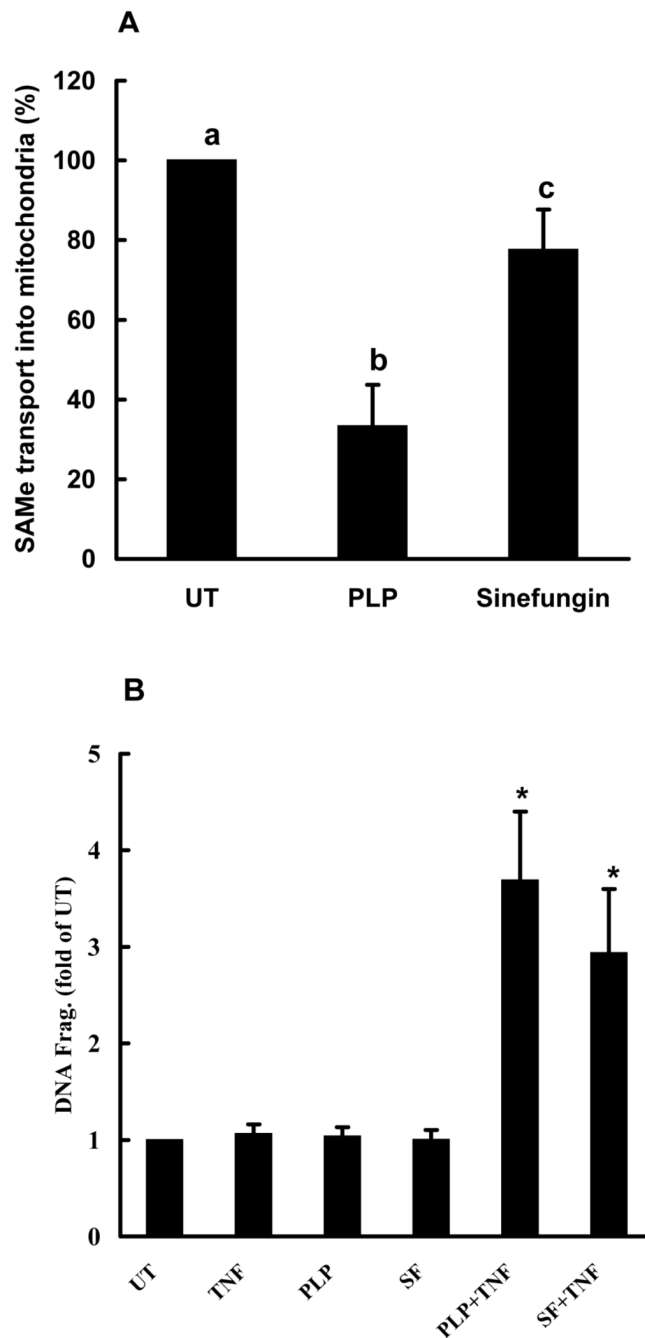 A
SAMe transport into mitochondria (%)
120
100
80
60
40
20
0
a
b
c
UT PLP Sinefungin
B
DNA Frag. (fold of UT)
5
4
3
2
1
0
*
*
UT TNF PLP SF PLP+TNF SF+TNF